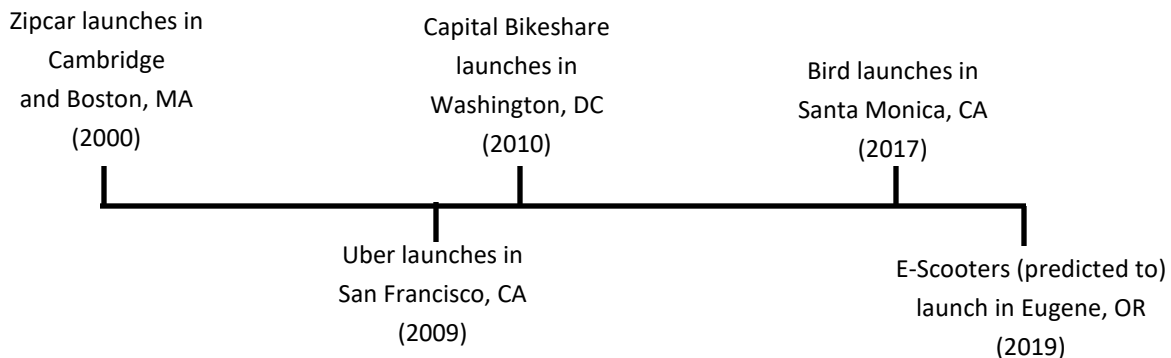 Zipcar launches in
Cambridge
and Boston, MA
(2000)
Capital Bikeshare
launches in
Washington, DC
(2010)
Bird launches in
Santa Monica, CA
(2017)
Uber launches in
San Francisco, CA
(2009)
E-Scooters (predicted to)
launch in Eugene, OR
(2019)